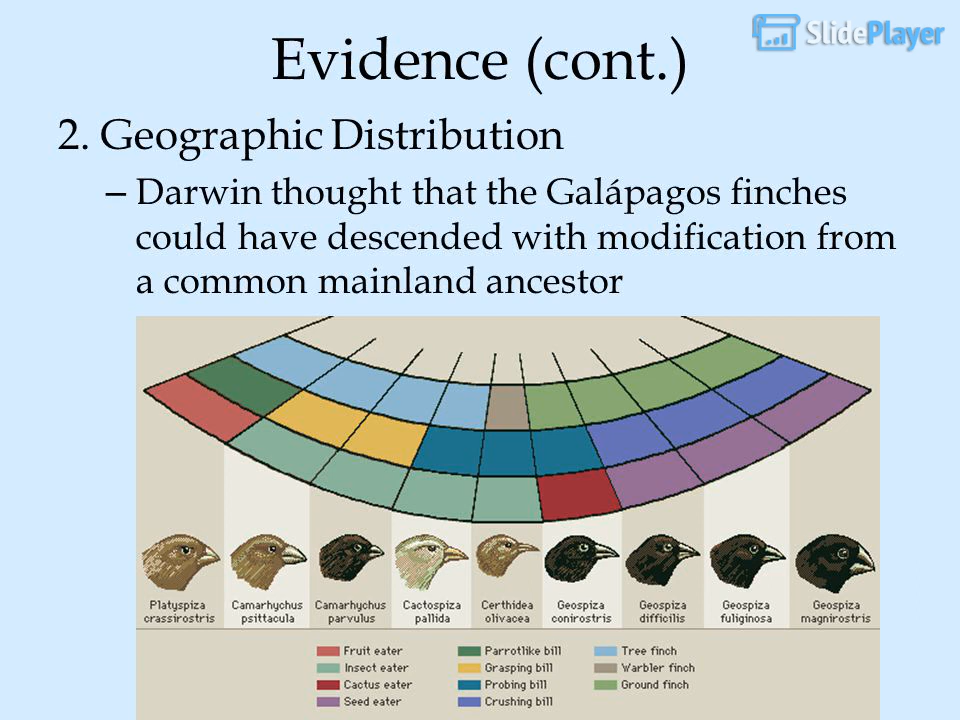 Evidence (cont.)
SlidePlayer
2. Geographic Distribution
– Darwin thought that the Galápagos finches
could have descended with modification from
a common mainland ancestor
Platyspiza crassirostris
Camarhychus psittacula
Camarhychus parvulus
Cactospiza pallida
Certhidea olivacea
Geospiza conirostris
Geospiza difficilis
Geospiza fuliginosa
Geospiza magnirostris
Fruit eater
Insect eater
Cactus eater
Seed eater
Parrotlike bill
Grasping bill
Probing bill
Crushing bill
Tree finch
Warbler finch
Ground finch